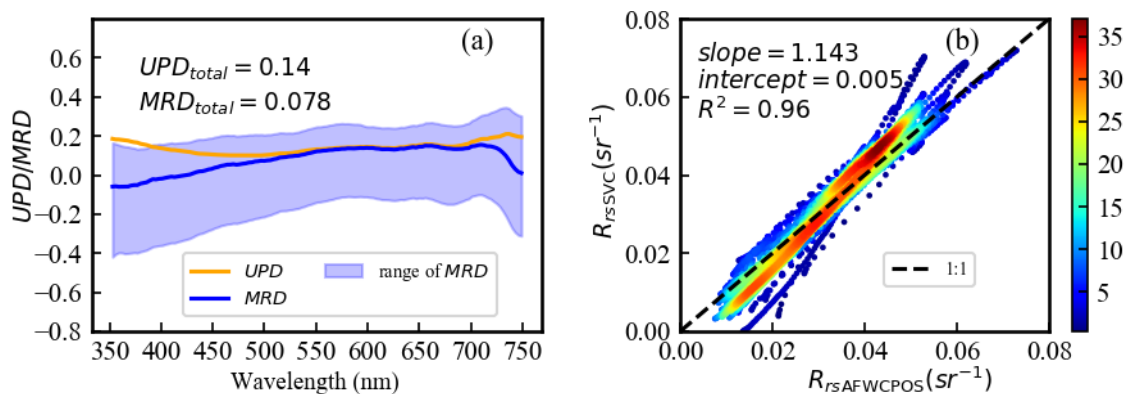 (a)
UPD_total = 0.14
MRD_total = 0.078
UPD/MRD
0.6
0.4
0.2
0.0
−0.2
−0.4
−0.6
−0.8
UPD
MRD
range of MRD
350 400 450 500 550 600 650 700 750
Wavelength (nm)
(b)
slope = 1.143
intercept = 0.005
R² = 0.96
R_rsSVC(sr⁻¹)
0.08
0.06
0.04
0.02
0.00
1:1
0.00 0.02 0.04 0.06 0.08
R_rsAFWCPOS(sr⁻¹)
35
30
25
20
15
10
5